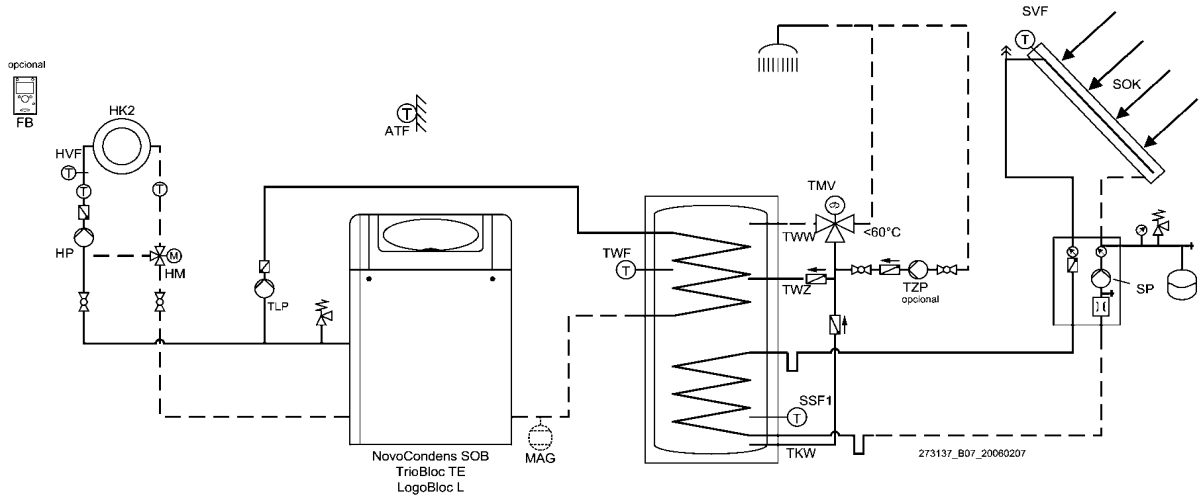 SVF
T
opcional
FB
HK2
ATF
T
SOK
HVF
T
T
T
TMV
TWW
<60°C
HP
M
HM
TWF
T
TLP
TWZ
TZP
opcional
SP
SSF1
T
MAG
TKW
273137_B07_20060207
NovoCondens SOB
TrioBloc TE
LogoBloc L